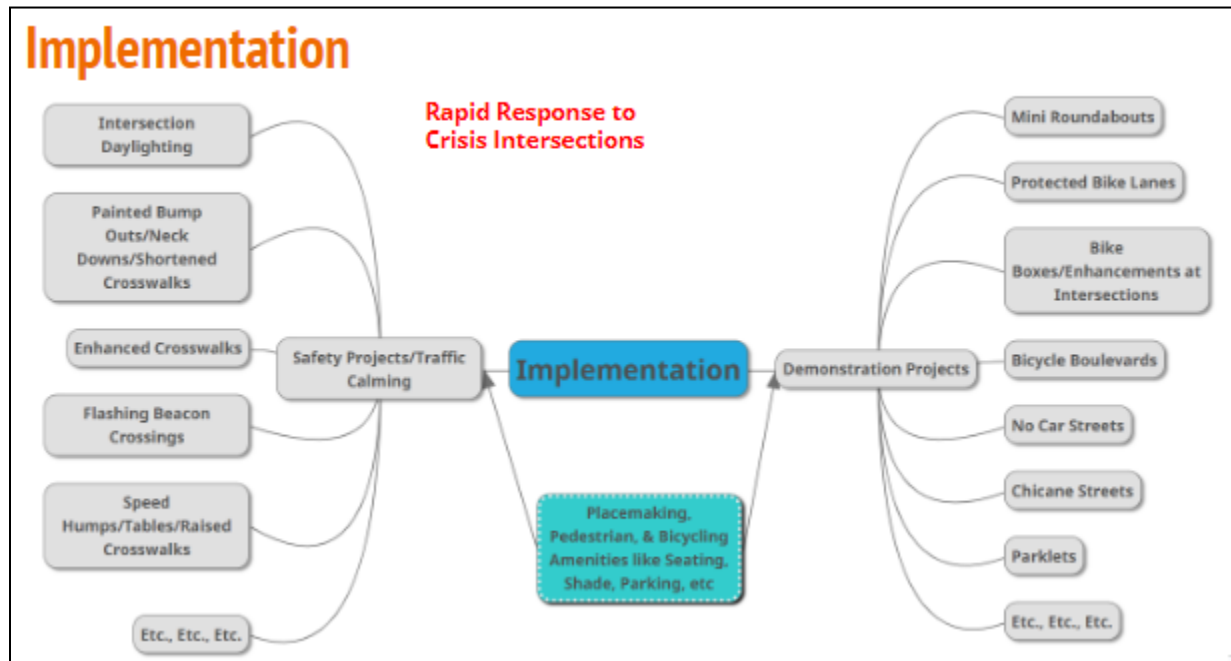 Implementation
Rapid Response to
Crisis Intersections
Intersection
Daylighting
Painted Bump
Outs/Neck
Downs/Shortened
Crosswalks
Enhanced Crosswalks
Flashing Beacon
Crossings
Speed
Humps/Tables/Raised
Crosswalks
Etc., Etc., Etc.
Safety Projects/Traffic
Calming
Implementation
Placemaking,
Pedestrian, & Bicycling
Amenities like Seating,
Shade, Parking, etc
Demonstration Projects
Mini Roundabouts
Protected Bike Lanes
Bike
Boxes/Enhancements at
Intersections
Bicycle Boulevards
No Car Streets
Chicane Streets
Parklets
Etc., Etc., Etc.